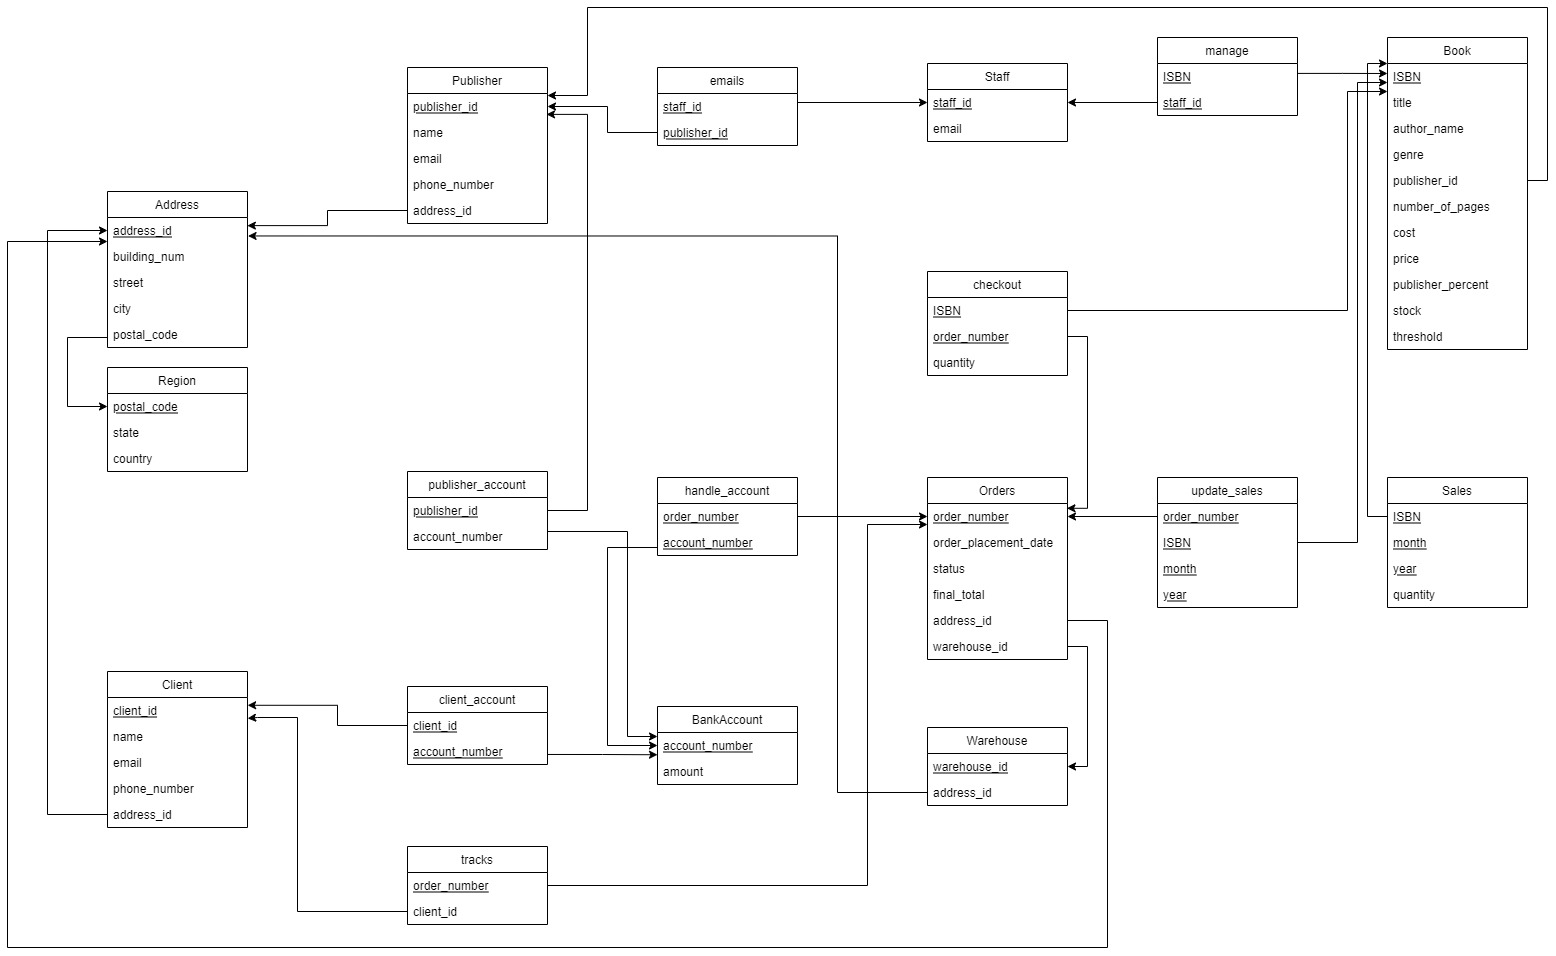 Publisher
publisher_id
name
email
phone_number
address_id
emails
staff_id
publisher_id
Staff
staff_id
email
manage
ISBN
staff_id
Book
ISBN
title
author_name
genre
publisher_id
number_of_pages
cost
price
publisher_percent
stock
threshold
Address
address_id
building_num
street
city
postal_code
Region
postal_code
state
country
checkout
ISBN
order_number
quantity
publisher_account
publisher_id
account_number
handle_account
order_number
account_number
Orders
order_number
order_placement_date
status
final_total
address_id
warehouse_id
update_sales
order_number
ISBN
month
year
Sales
ISBN
month
year
quantity
Client
client_id
name
email
phone_number
address_id
client_account
client_id
account_number
BankAccount
account_number
amount
Warehouse
warehouse_id
address_id
tracks
order_number
client_id